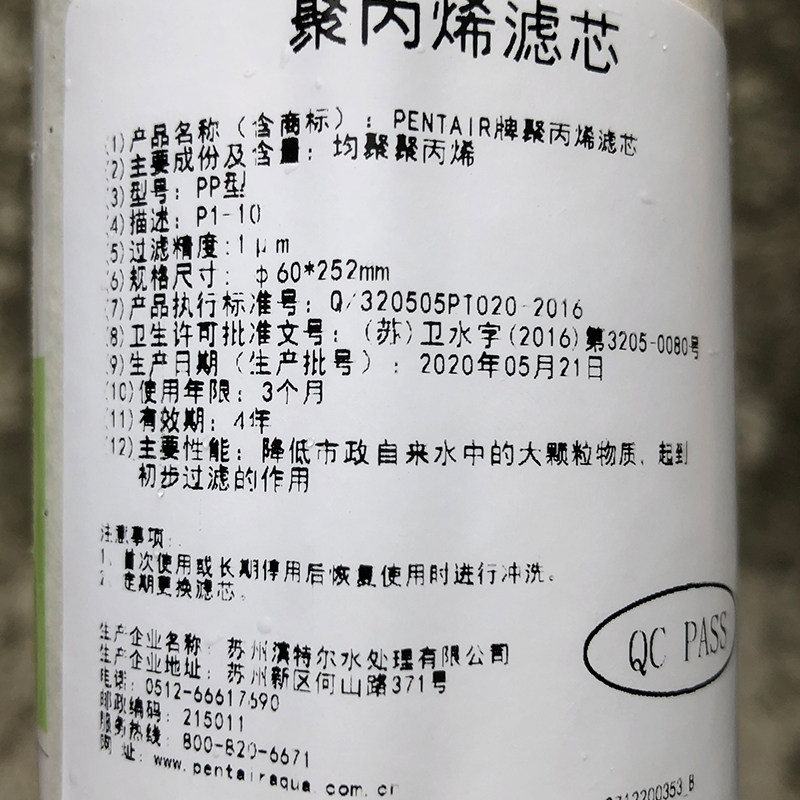 聚丙烯滤芯
(1)产品名称（含商标）：PENTAIR牌聚丙烯滤芯
(2)主要成份及含量：均聚聚丙烯
(3)型号：PP型
(4)描述：P1-10
(5)过滤精度:1μm
(6)规格尺寸：ф60*252mm
(7)产品执行标准号：Q/320505PT020-2016
(8)卫生许可批准文号：(苏)卫水字(2016)第3205-0080号
(9)生产日期（生产批号）：2020年05月21日
(10)使用年限：3个月
(11)有效期：4年
(12)主要性能：降低市政自来水中的大颗粒物质、起到
初步过滤的作用
注意事项：
1、首次使用或长期停用后恢复使用时进行冲洗。
2、定期更换滤芯。
生产企业名称：苏州滨特尔水处理有限公司
生产企业地址：苏州新区何山路371号
电话：0512-66617690
邮政编码：215011
服务热线：800-820-6671
网 址：www.pentairaqua.com.cn
QC PASS